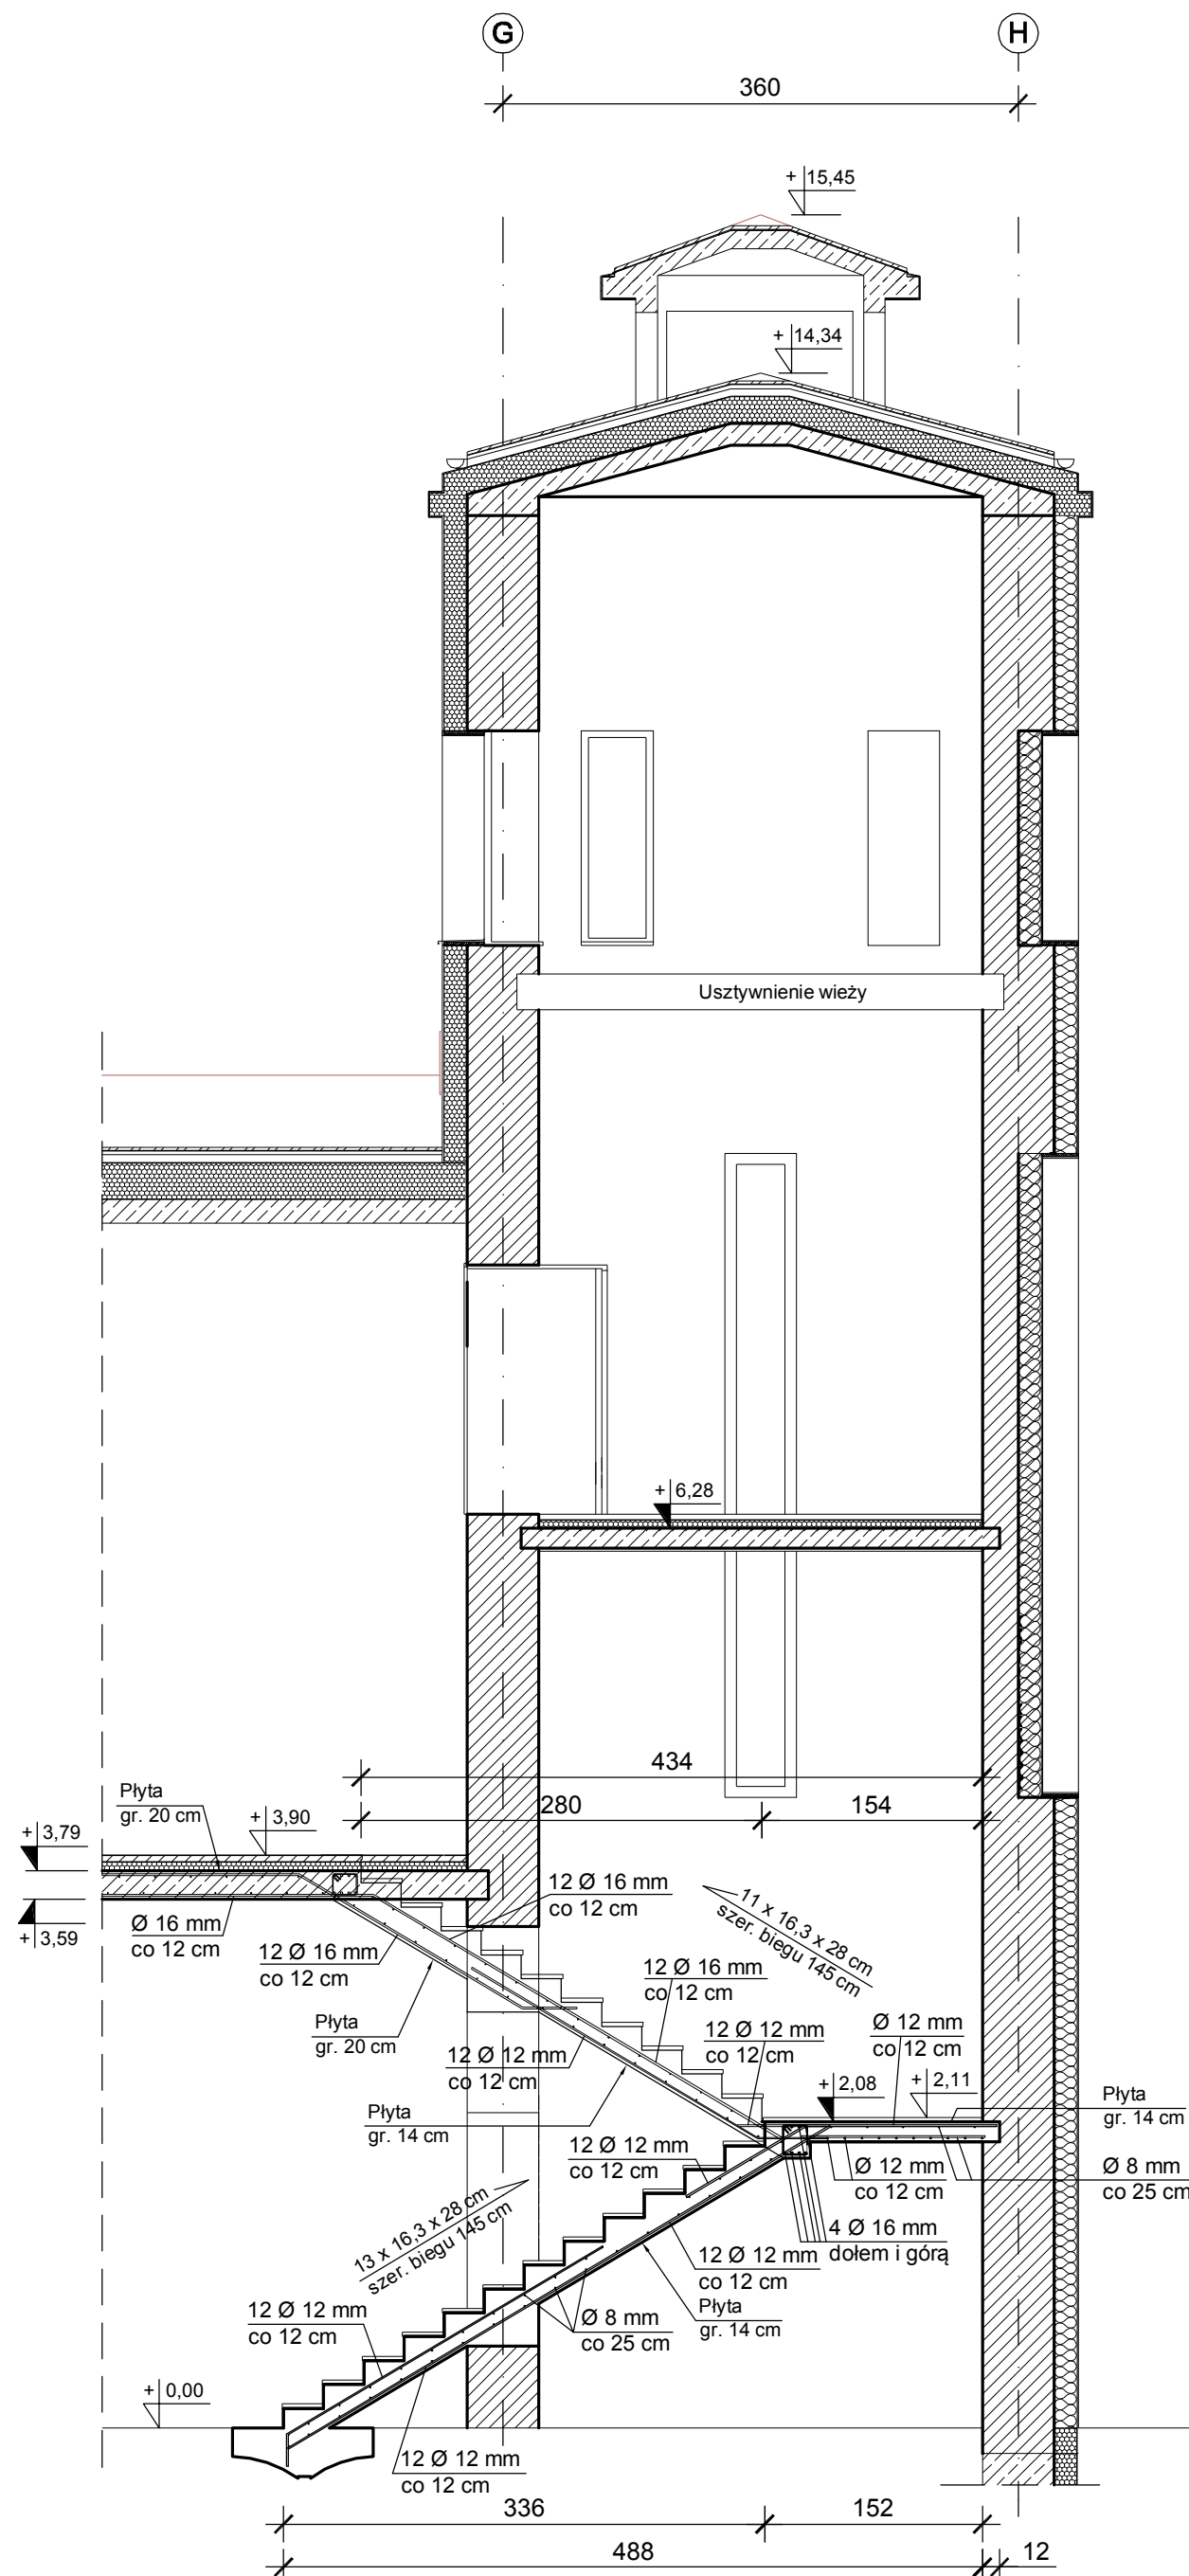 G
H
360
+ 15,45
+ 14,34
Usztywnienie wieży
+ 6,28
434
280
154
Płyta
gr. 20 cm
+ 3,90
+ 3,79
+ 3,59
Ø 16 mm
co 12 cm
12 Ø 16 mm
co 12 cm
12 Ø 16 mm
co 12 cm
11 x 16,3 x 28 cm
szer. biegu 145 cm
12 Ø 16 mm
co 12 cm
Płyta
gr. 20 cm
12 Ø 12 mm
co 12 cm
12 Ø 12 mm
co 12 cm
Ø 12 mm
co 12 cm
+ 2,08
+ 2,11
Płyta
gr. 14 cm
Płyta
gr. 14 cm
12 Ø 12 mm
co 12 cm
Ø 12 mm
co 12 cm
Ø 8 mm
co 25 cm
13 x 16,3 x 28 cm
szer. biegu 145 cm
4 Ø 16 mm
dołem i górą
12 Ø 12 mm
co 12 cm
Płyta
gr. 14 cm
12 Ø 12 mm
co 12 cm
Ø 8 mm
co 25 cm
+ 0,00
12 Ø 12 mm
co 12 cm
336
152
488
12